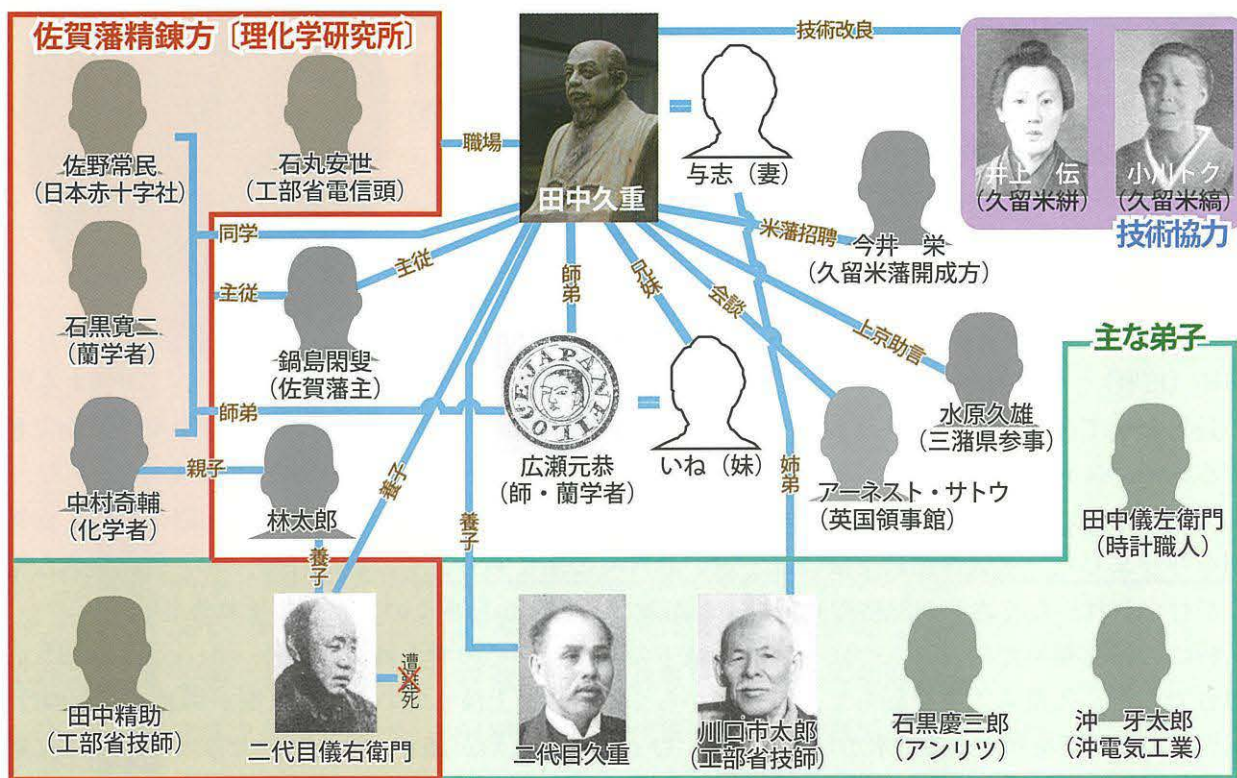 佐賀藩精錬方〔理化学研究所〕
佐野常民
（日本赤十字社）
石丸安世
（工部省電信頭）
職場
田中久重
与志（妻）
技術改良
井上　伝
（久留米絣）
小川トク
（久留米縞）
技術協力
同学
主従
主従
師弟
兄妹
会談
米藩招聘
今井　栄
（久留米藩開成方）
上京助言
石黒寛二
（蘭学者）
鍋島閑叟
（佐賀藩主）
師弟
JAPAN
広瀬元恭
（師・蘭学者）
いね（妹）
姉弟
アーネスト・サトウ
（英国領事館）
水原久雄
（三潴県参事）
主な弟子
田中儀左衛門
（時計職人）
中村奇輔
（化学者）
親子
林太郎
養子
養子
養子
田中精助
（工部省技師）
二代目儀右衛門
遭難死
二代目久重
川口市太郎
（工部省技師）
石黒慶三郎
（アンリツ）
沖　牙太郎
（沖電気工業）